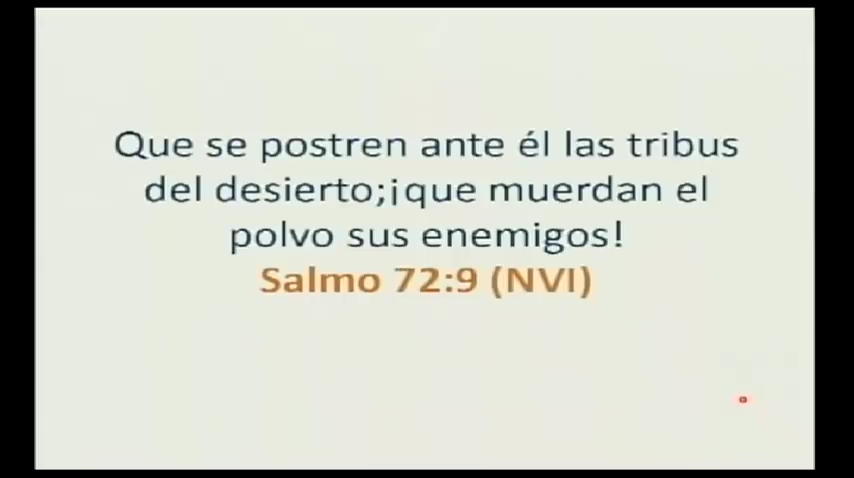 Que se postren ante él las tribus
del desierto;¡que muerdan el
polvo sus enemigos!
Salmo 72:9 (NVI)